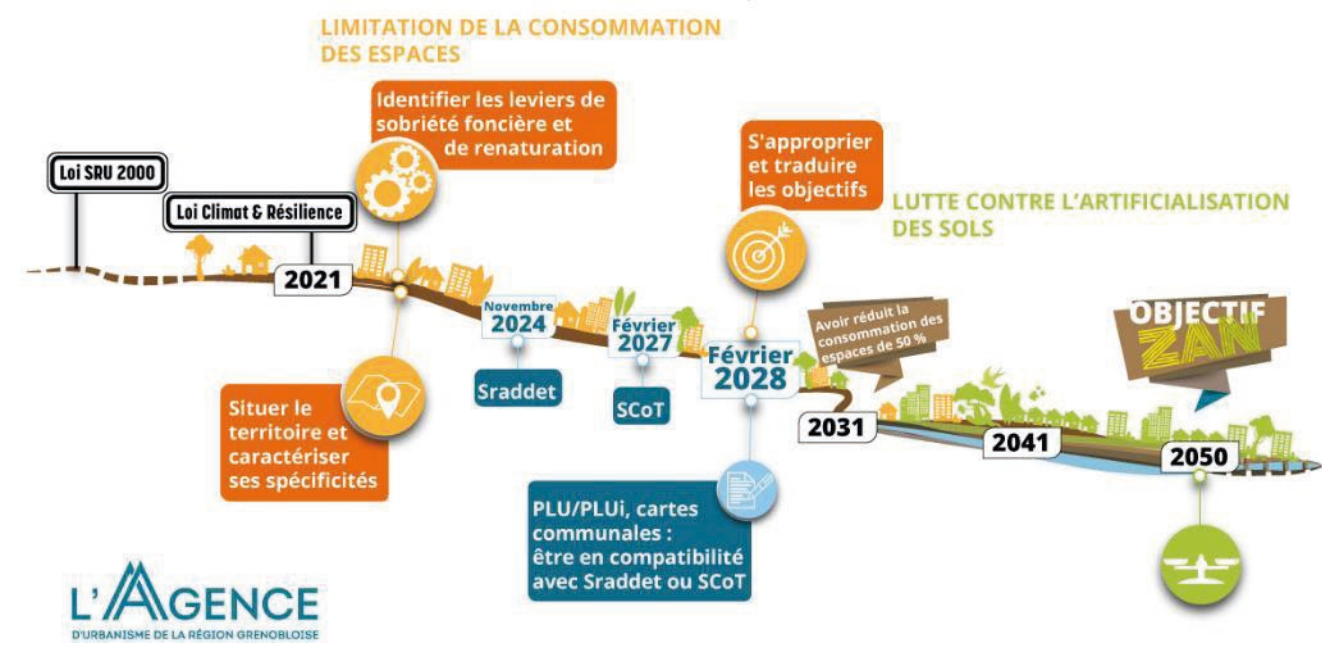 LIMITATION DE LA CONSOMMATION
DES ESPACES
Identifier les leviers de
sobriété foncière et
de renaturation
Loi SRU 2000
Loi Climat & Résilience
2021
S'approprier
et traduire
les objectifs
LUTTE CONTRE L'ARTIFICIALISATION
DES SOLS
Novembre
2024
Sraddet
Février
2027
SCoT
Février
2028
Avoir réduit la
consommation des
espaces de 50 %
OBJECTIF
ZAN
2031
2041
2050
Situer le
territoire et
caractériser
ses spécificités
PLU/PLUi, cartes
communales :
être en compatibilité
avec Sraddet ou SCoT
L'AGENCE
D'URBANISME DE LA RÉGION GRENOBLOISE